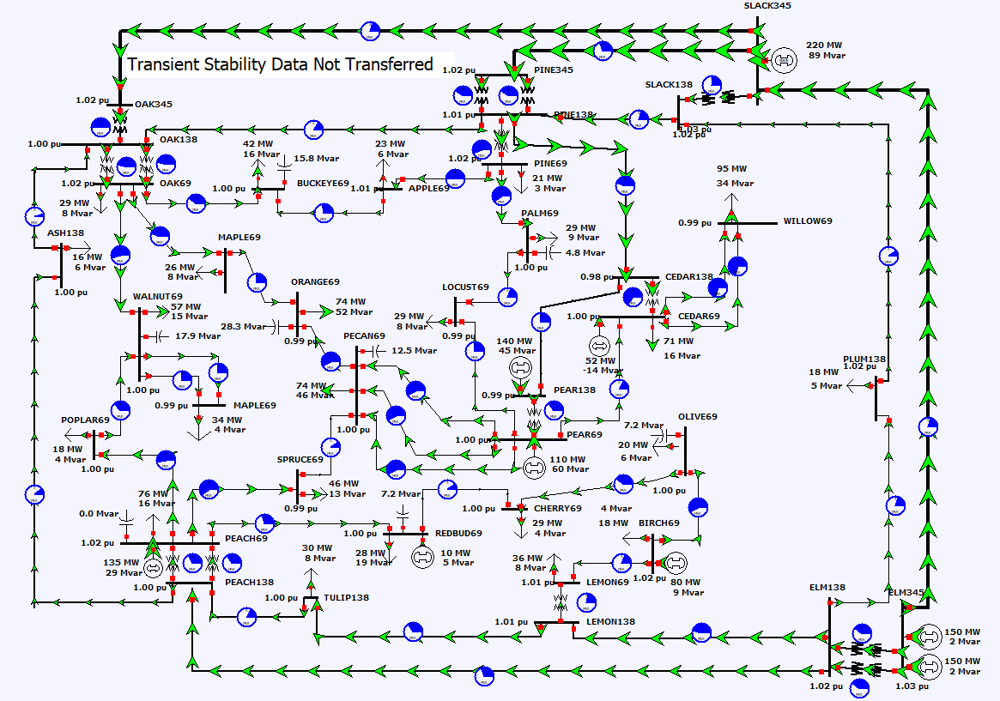 SLACK345
220 MW
89 Mvar
Transient Stability Data Not Transferred
1.02 pu
PINE345
SLACK138
1.02 pu
OAK345
1.01 pu
PINE138
1.03 pu
1.02 pu
1.00 pu
OAK138
42 MW
16 Mvar
15.8 Mvar
23 MW
6 Mvar
1.02 pu
PINE69
95 MW
34 Mvar
1.02 pu
OAK69
1.00 pu
BUCKEYE69
1.01 pu
APPLE69
21 MW
3 Mvar
29 MW
8 Mvar
PALM69
0.99 pu
WILLOW69
ASH138
16 MW
6 Mvar
MAPLE69
29 MW
9 Mvar
4.8 Mvar
26 MW
8 Mvar
1.00 pu
0.98 pu
CEDAR138
1.00 pu
ORANGE69
LOCUST69
WALNUT69
57 MW
15 Mvar
74 MW
52 Mvar
29 MW
8 Mvar
1.00 pu
CEDAR69
28.3 Mvar
0.99 pu
17.9 Mvar
PECAN69
12.5 Mvar
0.99 pu
140 MW
45 Mvar
52 MW
-14 Mvar
71 MW
16 Mvar
PLUM138
1.02 pu
18 MW
5 Mvar
1.00 pu
74 MW
46 Mvar
0.99 pu
PEAR138
0.99 pu
MAPLE69
34 MW
4 Mvar
POPLAR69
18 MW
4 Mvar
1.00 pu
1.00 pu
1.00 pu
PEAR69
7.2 Mvar
OLIVE69
20 MW
6 Mvar
SPRUCE69
110 MW
60 Mvar
46 MW
13 Mvar
0.99 pu
76 MW
16 Mvar
7.2 Mvar
1.00 pu
CHERRY69
4 Mvar
1.00 pu
0.0 Mvar
29 MW
4 Mvar
18 MW
BIRCH69
1.02 pu
PEACH69
1.00 pu
REDBUD69
30 MW
8 Mvar
28 MW
19 Mvar
10 MW
5 Mvar
135 MW
29 Mvar
36 MW
8 Mvar
1.02 pu
80 MW
9 Mvar
1.00 pu
PEACH138
1.01 pu
LEMON69
1.00 pu
TULIP138
ELM138
ELM345
1.01 pu
LEMON138
150 MW
2 Mvar
150 MW
2 Mvar
1.02 pu
1.03 pu